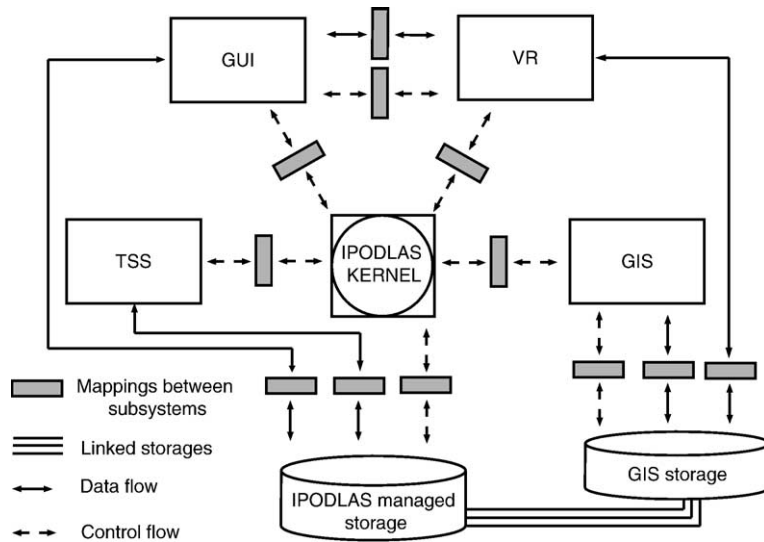 GUI
VR
TSS
IPODLAS
KERNEL
GIS
Mappings between
subsystems
Linked storages
Data flow
Control flow
IPODLAS managed
storage
GIS storage